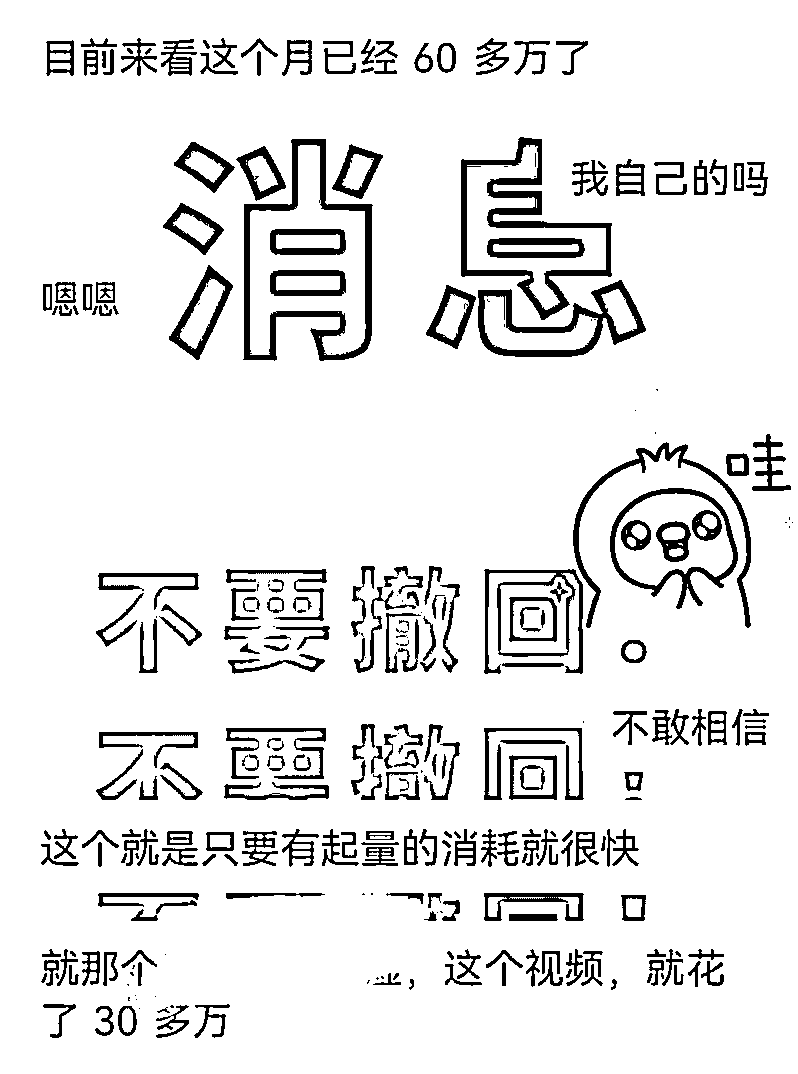 目前来看这个月已经 60 多万了
消息
我自己的吗
嗯嗯
哇
不要撤回
不敢相信
不要撤回
这个就是只要有起量的消耗就很快
就那个 ，这个视频，就花
了 30 多万